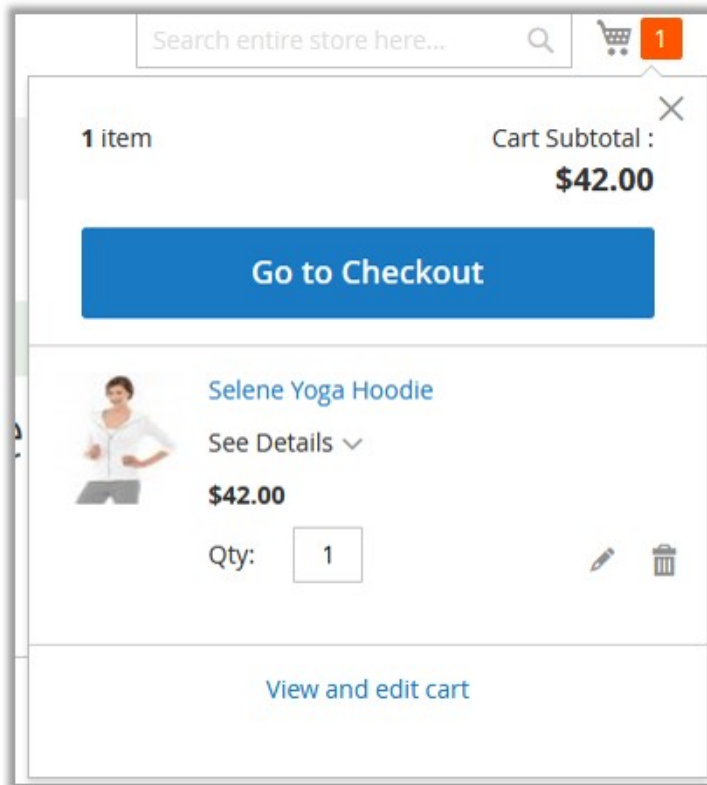 Search entire store here...
1
1 item
Cart Subtotal :
$42.00
Go to Checkout
Selene Yoga Hoodie
See Details
$42.00
Qty: 1
View and edit cart
e